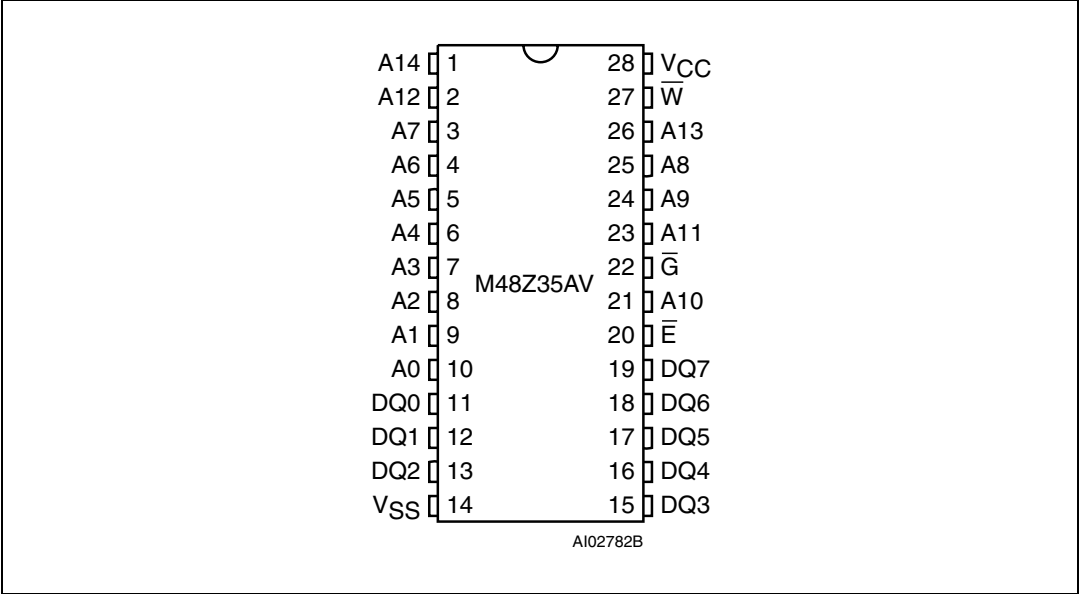 A14 1 28 VCC
A12 2 27 W̅
A7 3 26 A13
A6 4 25 A8
A5 5 24 A9
A4 6 23 A11
A3 7 22 G̅
M48Z35AV
A2 8 21 A10
A1 9 20 E̅
A0 10 19 DQ7
DQ0 11 18 DQ6
DQ1 12 17 DQ5
DQ2 13 16 DQ4
VSS 14 15 DQ3
AI02782B